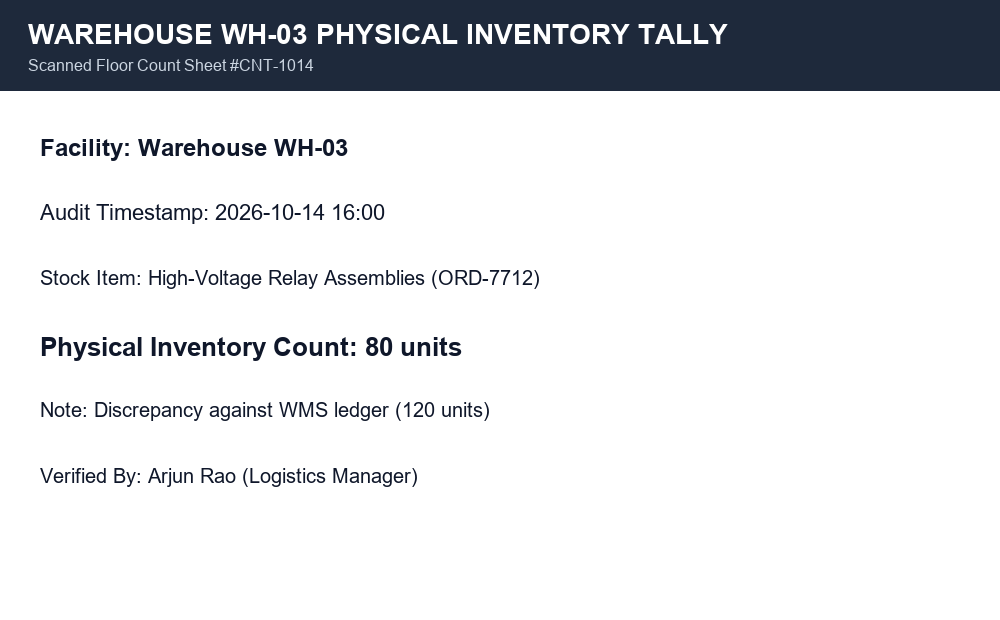 WAREHOUSE WH-03 PHYSICAL INVENTORY TALLY
Scanned Floor Count Sheet #CNT-1014
Facility: Warehouse WH-03
Audit Timestamp: 2026-10-14 16:00
Stock Item: High-Voltage Relay Assemblies (ORD-7712)
Physical Inventory Count: 80 units
Note: Discrepancy against WMS ledger (120 units)
Verified By: Arjun Rao (Logistics Manager)